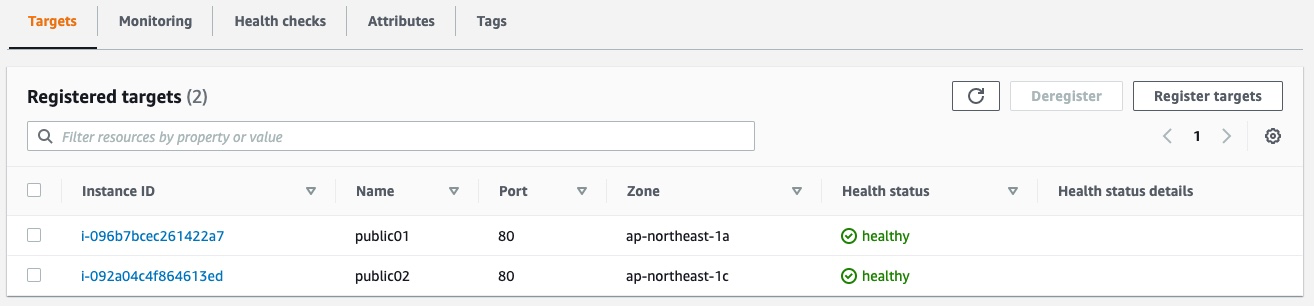 Targets Monitoring Health checks Attributes Tags
Registered targets (2) Deregister Register targets
Filter resources by property or value 1
Instance ID Name Port Zone Health status Health status details
i-096b7bcec261422a7 public01 80 ap-northeast-1a healthy
i-092a04c4f864613ed public02 80 ap-northeast-1c healthy